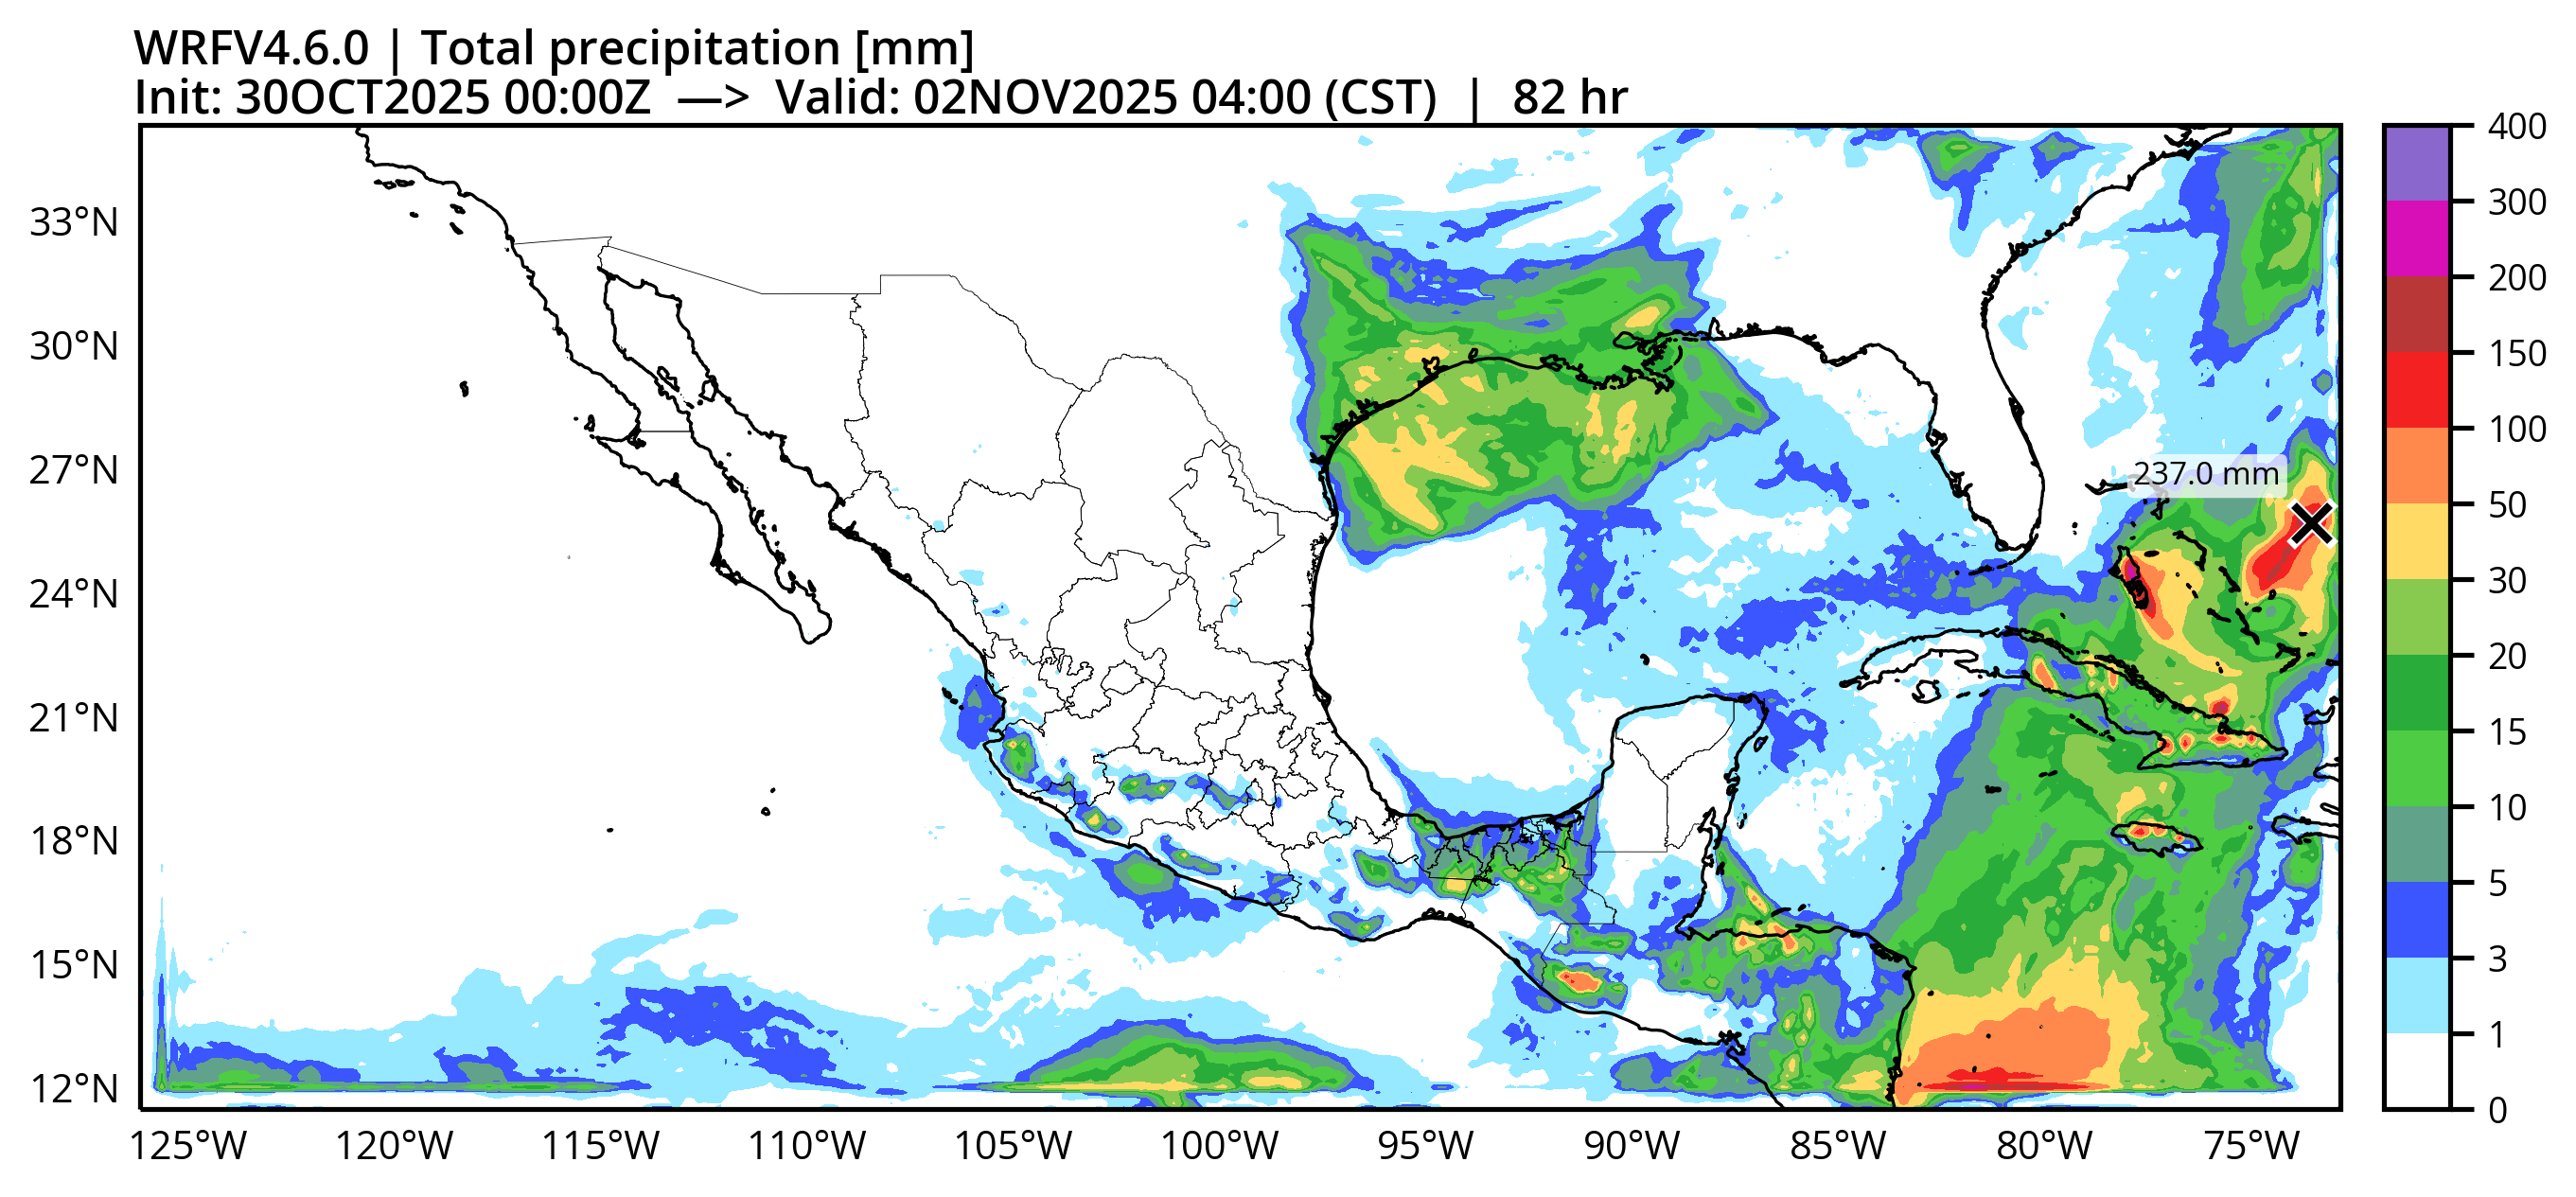 WRFV4.6.0 | Total precipitation [mm]
Init: 30OCT2025 00:00Z —> Valid: 02NOV2025 04:00 (CST) | 82 hr
33°N
30°N
27°N
24°N
21°N
18°N
15°N
12°N
125°W 120°W 115°W 110°W 105°W 100°W 95°W 90°W 85°W 80°W 75°W
237.0 mm
400
300
200
150
100
50
30
20
15
10
5
3
1
0